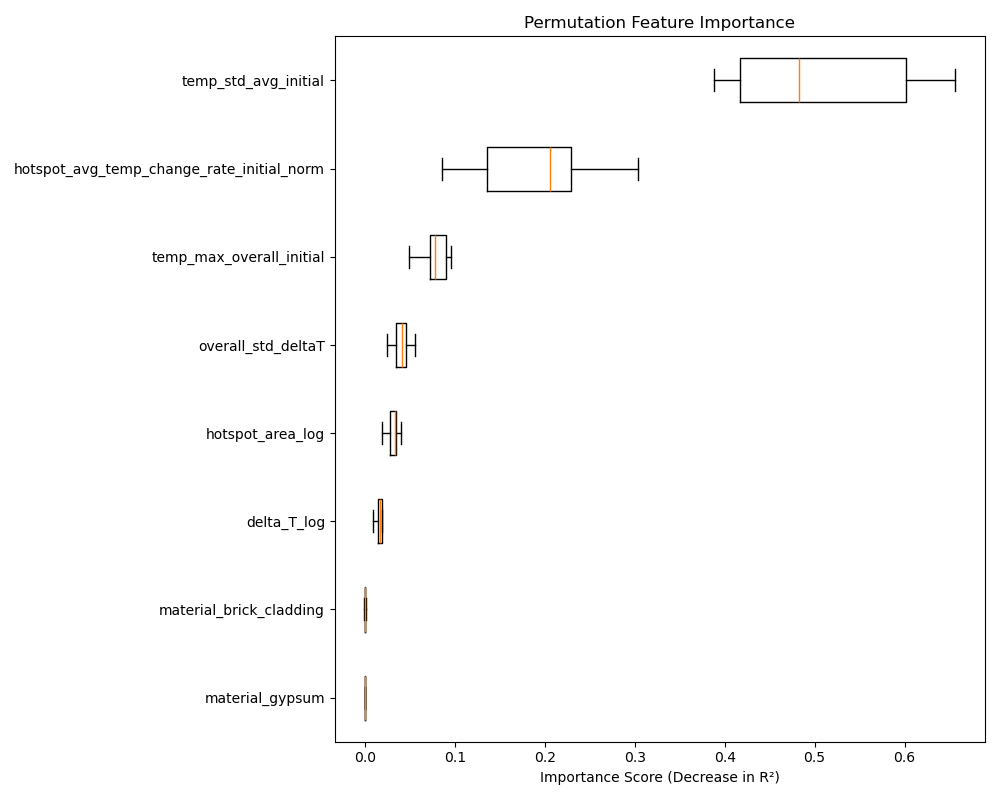 Permutation Feature Importance
temp_std_avg_initial
hotspot_avg_temp_change_rate_initial_norm
temp_max_overall_initial
overall_std_deltaT
hotspot_area_log
delta_T_log
material_brick_cladding
material_gypsum
0.0 0.1 0.2 0.3 0.4 0.5 0.6
Importance Score (Decrease in R²)